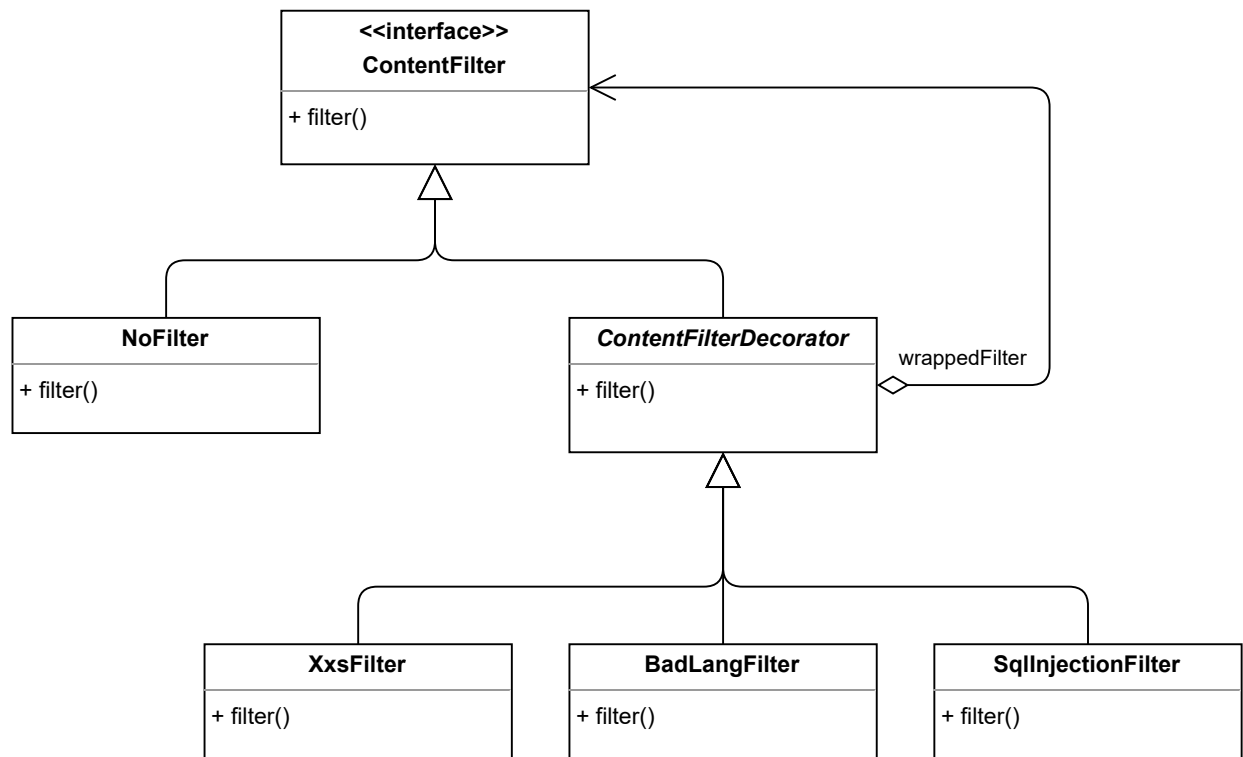 <<interface>>
ContentFilter
+ filter()
NoFilter
+ filter()
ContentFilterDecorator
+ filter()
wrappedFilter
XxsFilter
+ filter()
BadLangFilter
+ filter()
SqlInjectionFilter
+ filter()